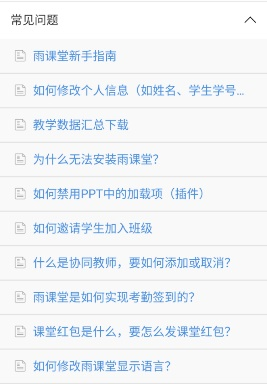 常见问题
雨课堂新手指南
如何修改个人信息（如姓名、学生学号...
教学数据汇总下载
为什么无法安装雨课堂？
如何禁用PPT中的加载项（插件）
如何邀请学生加入班级
什么是协同教师，要如何添加或取消？
雨课堂是如何实现考勤签到的？
课堂红包是什么，要怎么发课堂红包？
如何修改雨课堂显示语言？